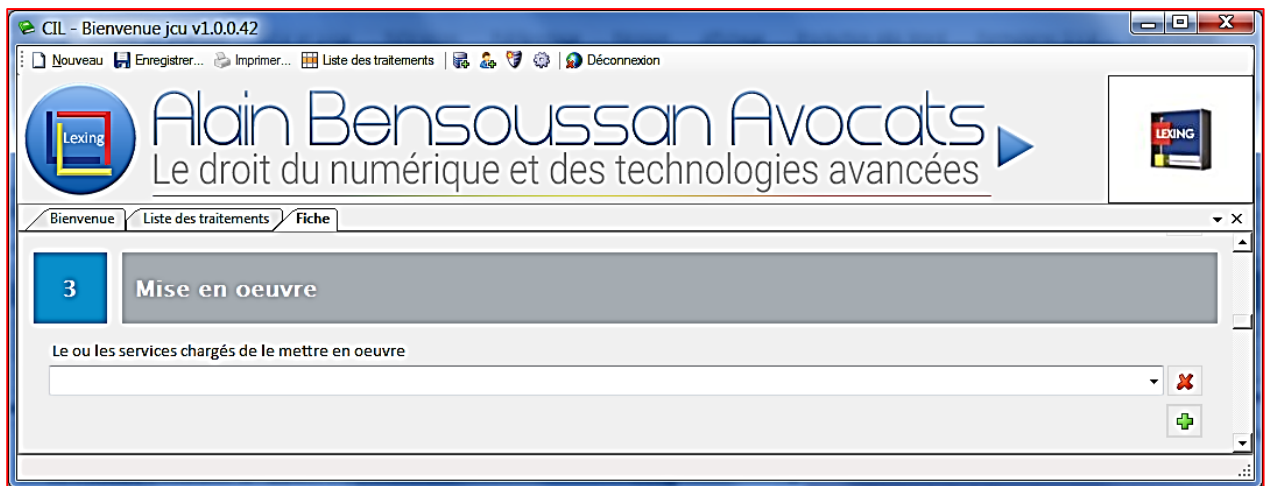 CIL - Bienvenue jcu v1.0.0.42
Nouveau Enregistrer... Imprimer... Liste des traitements Déconnexion
Lexing
Alain Bensoussan Avocats
Le droit du numérique et des technologies avancées
LEXING
Bienvenue Liste des traitements Fiche
3 Mise en oeuvre
Le ou les services chargés de le mettre en oeuvre